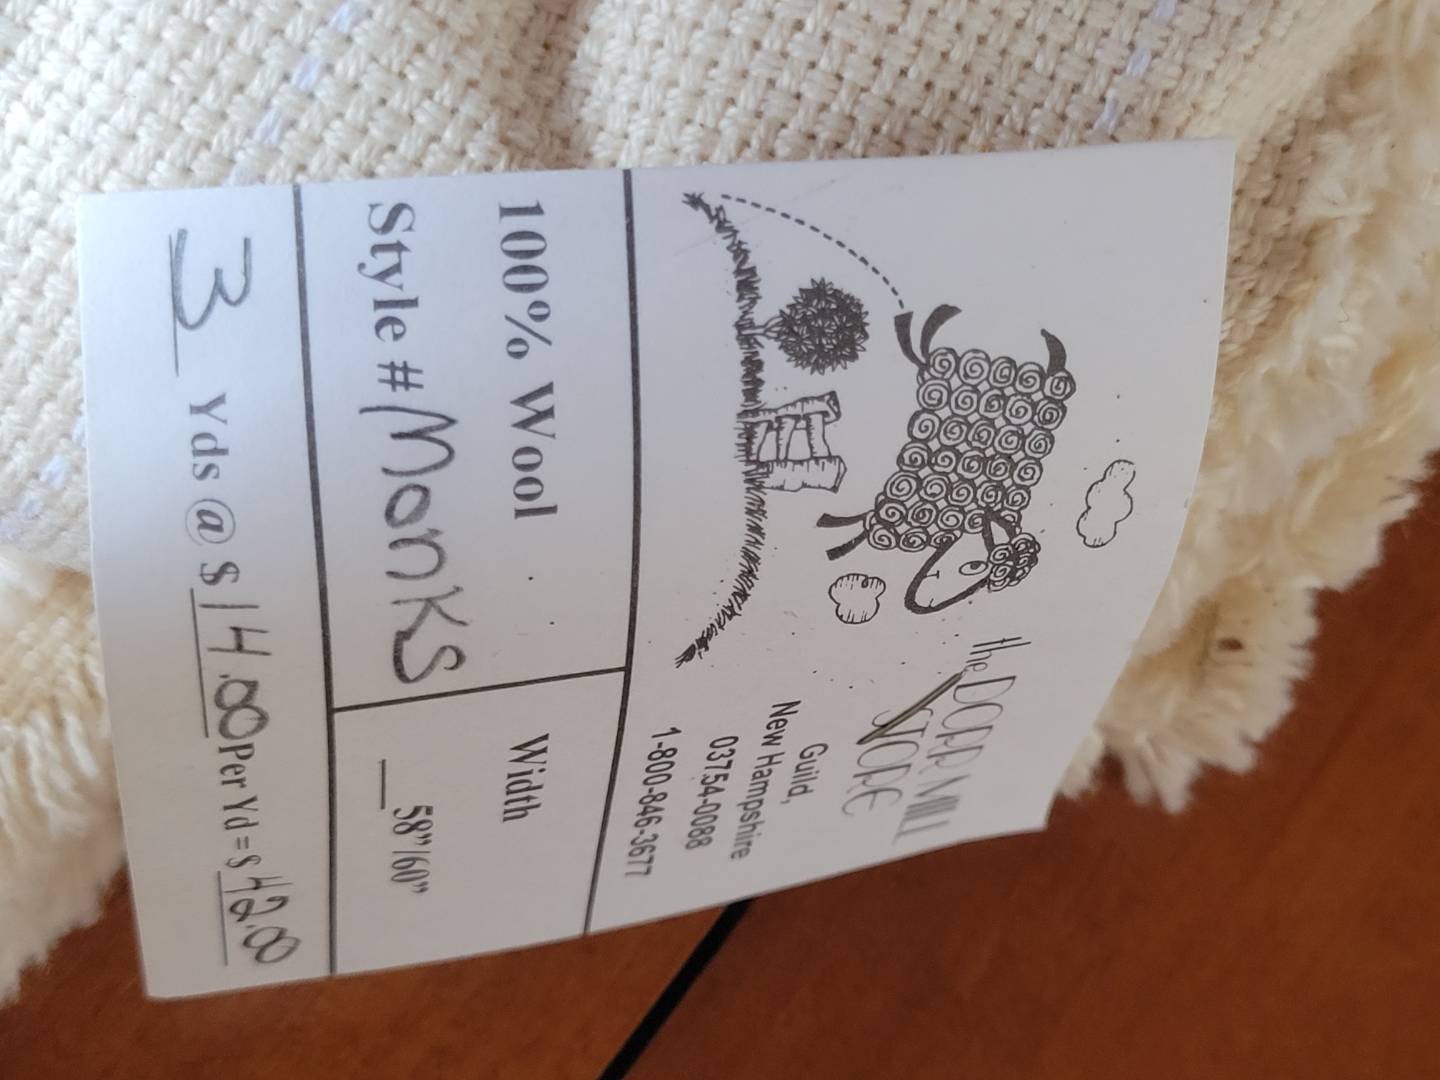 the DORR MILL
STORE
Guild,
New Hampshire
03754-0088
1-800-846-3677
100% Wool
Width
Style # Monks
__ 58"/60"
3 Yds @ $ 14.00 Per Yd = $ 42.00